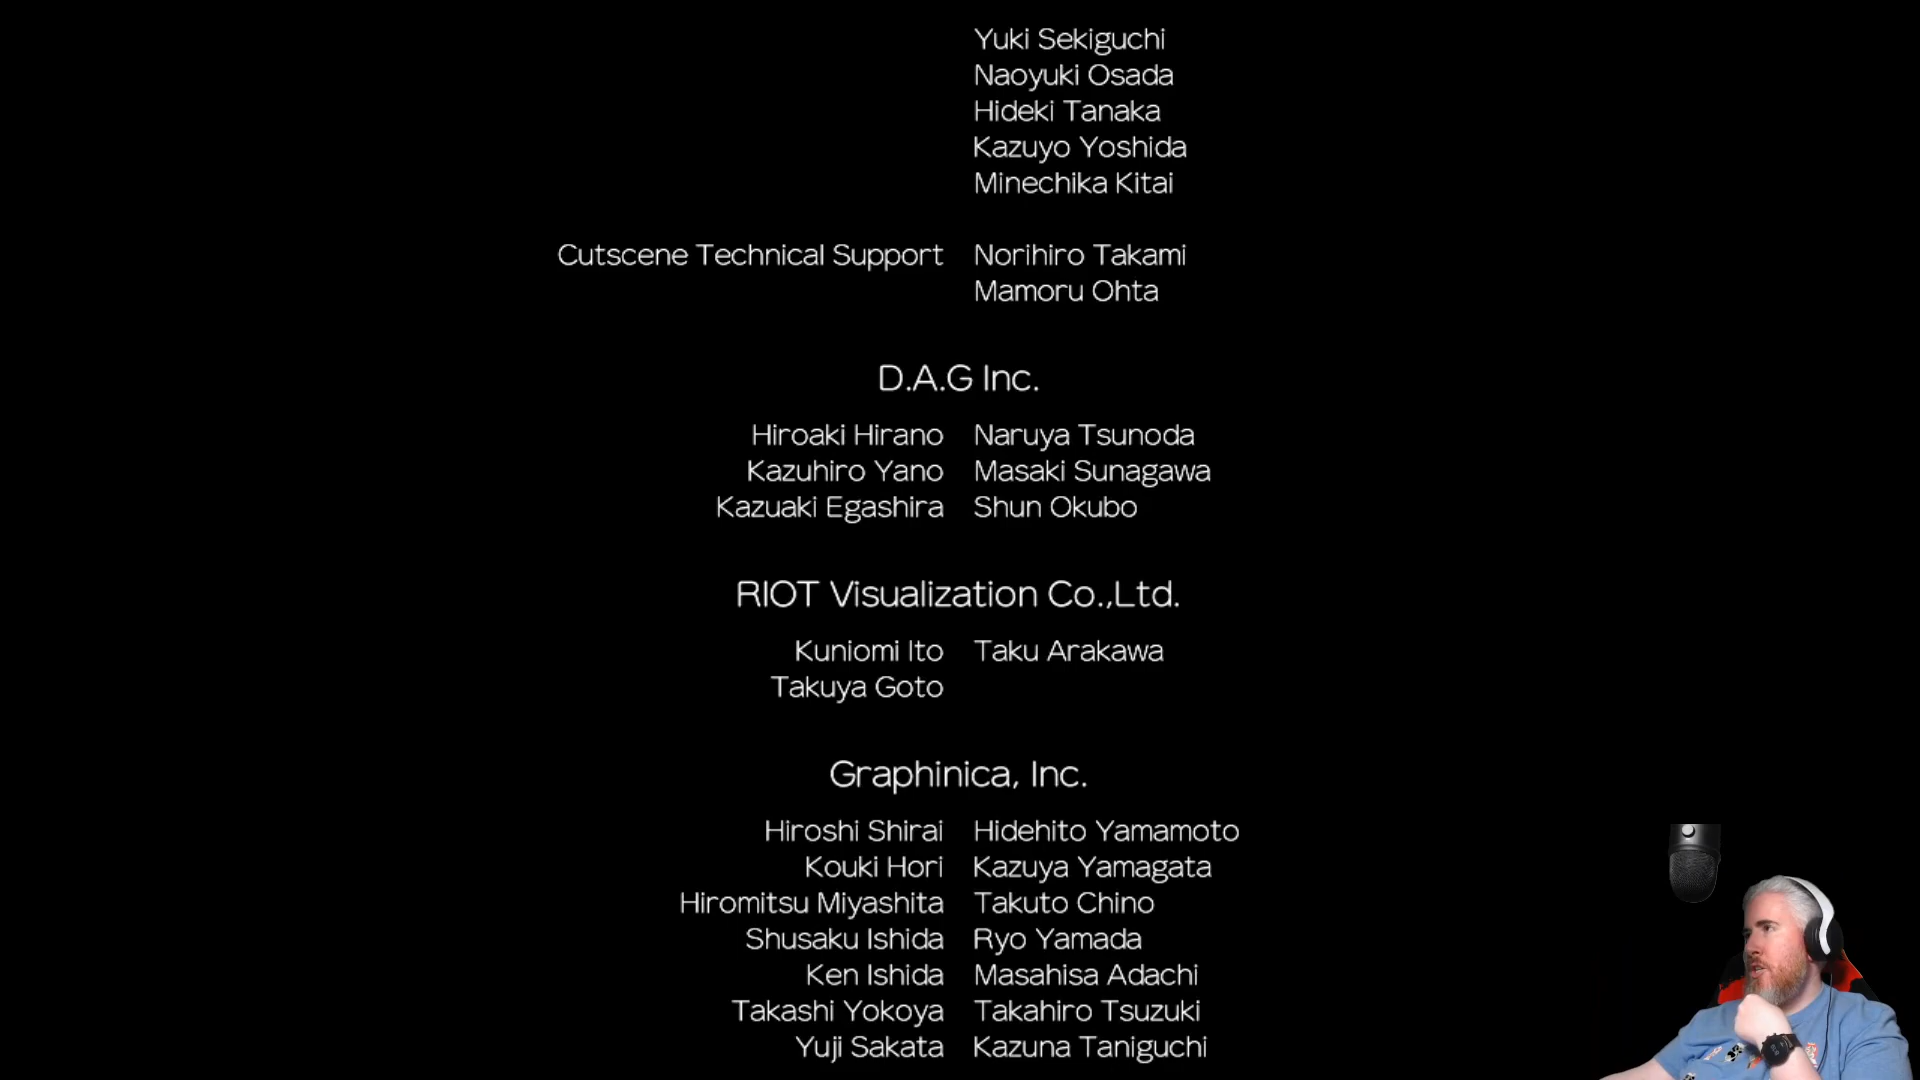 Yuki Sekiguchi
Naoyuki Osada
Hideki Tanaka
Kazuyo Yoshida
Minechika Kitai
Cutscene Technical Support Norihiro Takami
Mamoru Ohta
D.A.G Inc.
Hiroaki Hirano Naruya Tsunoda
Kazuhiro Yano Masaki Sunagawa
Kazuaki Egashira Shun Okubo
RIOT Visualization Co.,Ltd.
Kuniomi Ito Taku Arakawa
Takuya Goto
Graphinica, Inc.
Hiroshi Shirai Hidehito Yamamoto
Kouki Hori Kazuya Yamagata
Hiromitsu Miyashita Takuto Chino
Shusaku Ishida Ryo Yamada
Ken Ishida Masahisa Adachi
Takashi Yokoya Takahiro Tsuzuki
Yuji Sakata Kazuna Taniguchi